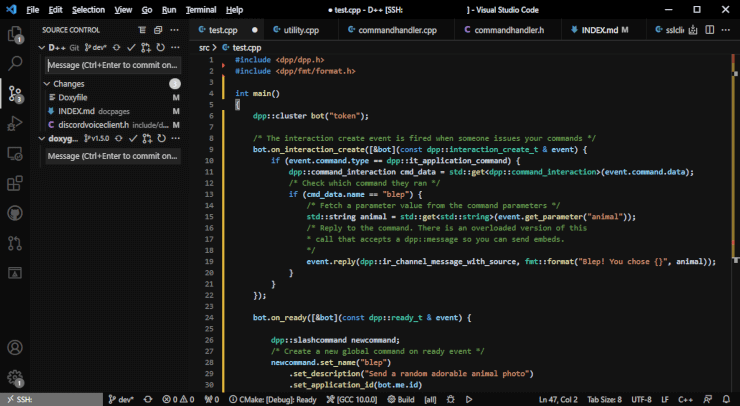 File Edit Selection View Go Run Terminal Help
● test.cpp - D++ [SSH: ] - Visual Studio Code
SOURCE CONTROL
D++ Git dev*
Message (Ctrl+Enter to commit on...
Changes
Doxyfile M
INDEX.md docpages M
discordvoiceclient.h include/d... M
doxyg... v1.5.0
Message (Ctrl+Enter to commit on...
test.cpp ● utility.cpp commandhandler.cpp commandhandler.h INDEX.md M sslcli
src > test.cpp
1 #include <dpp/dpp.h>
2 #include <dpp/fmt/format.h>
3
4 int main()
5 {
6 dpp::cluster bot("token");
7
8 /* The interaction create event is fired when someone issues your commands */
9 bot.on_interaction_create([&bot](const dpp::interaction_create_t & event) {
10 if (event.command.type == dpp::it_application_command) {
11 dpp::command_interaction cmd_data = std::get<dpp::command_interaction>(event.command.data);
12 /* Check which command they ran */
13 if (cmd_data.name == "blep") {
14 /* Fetch a parameter value from the command parameters */
15 std::string animal = std::get<std::string>(event.get_parameter("animal"));
16 /* Reply to the command. There is an overloaded version of this
17 * call that accepts a dpp::message so you can send embeds.
18 */
19 event.reply(dpp::ir_channel_message_with_source, fmt::format("Blep! You chose {}", animal));
20 }
21 }
22 });
23
24 bot.on_ready([&bot](const dpp::ready_t & event) {
25
26 dpp::slashcommand newcommand;
27 /* Create a new global command on ready event */
28 newcommand.set_name("blep")
29 .set_description("Send a random adorable animal photo")
30 .set_application_id(bot.me.id)
SSH: dev* 0 0 0 CMake: [Debug]: Ready [GCC 10.0.0] Build [all] Ln 47, Col 2 Tab Size: 8 UTF-8 LF C++